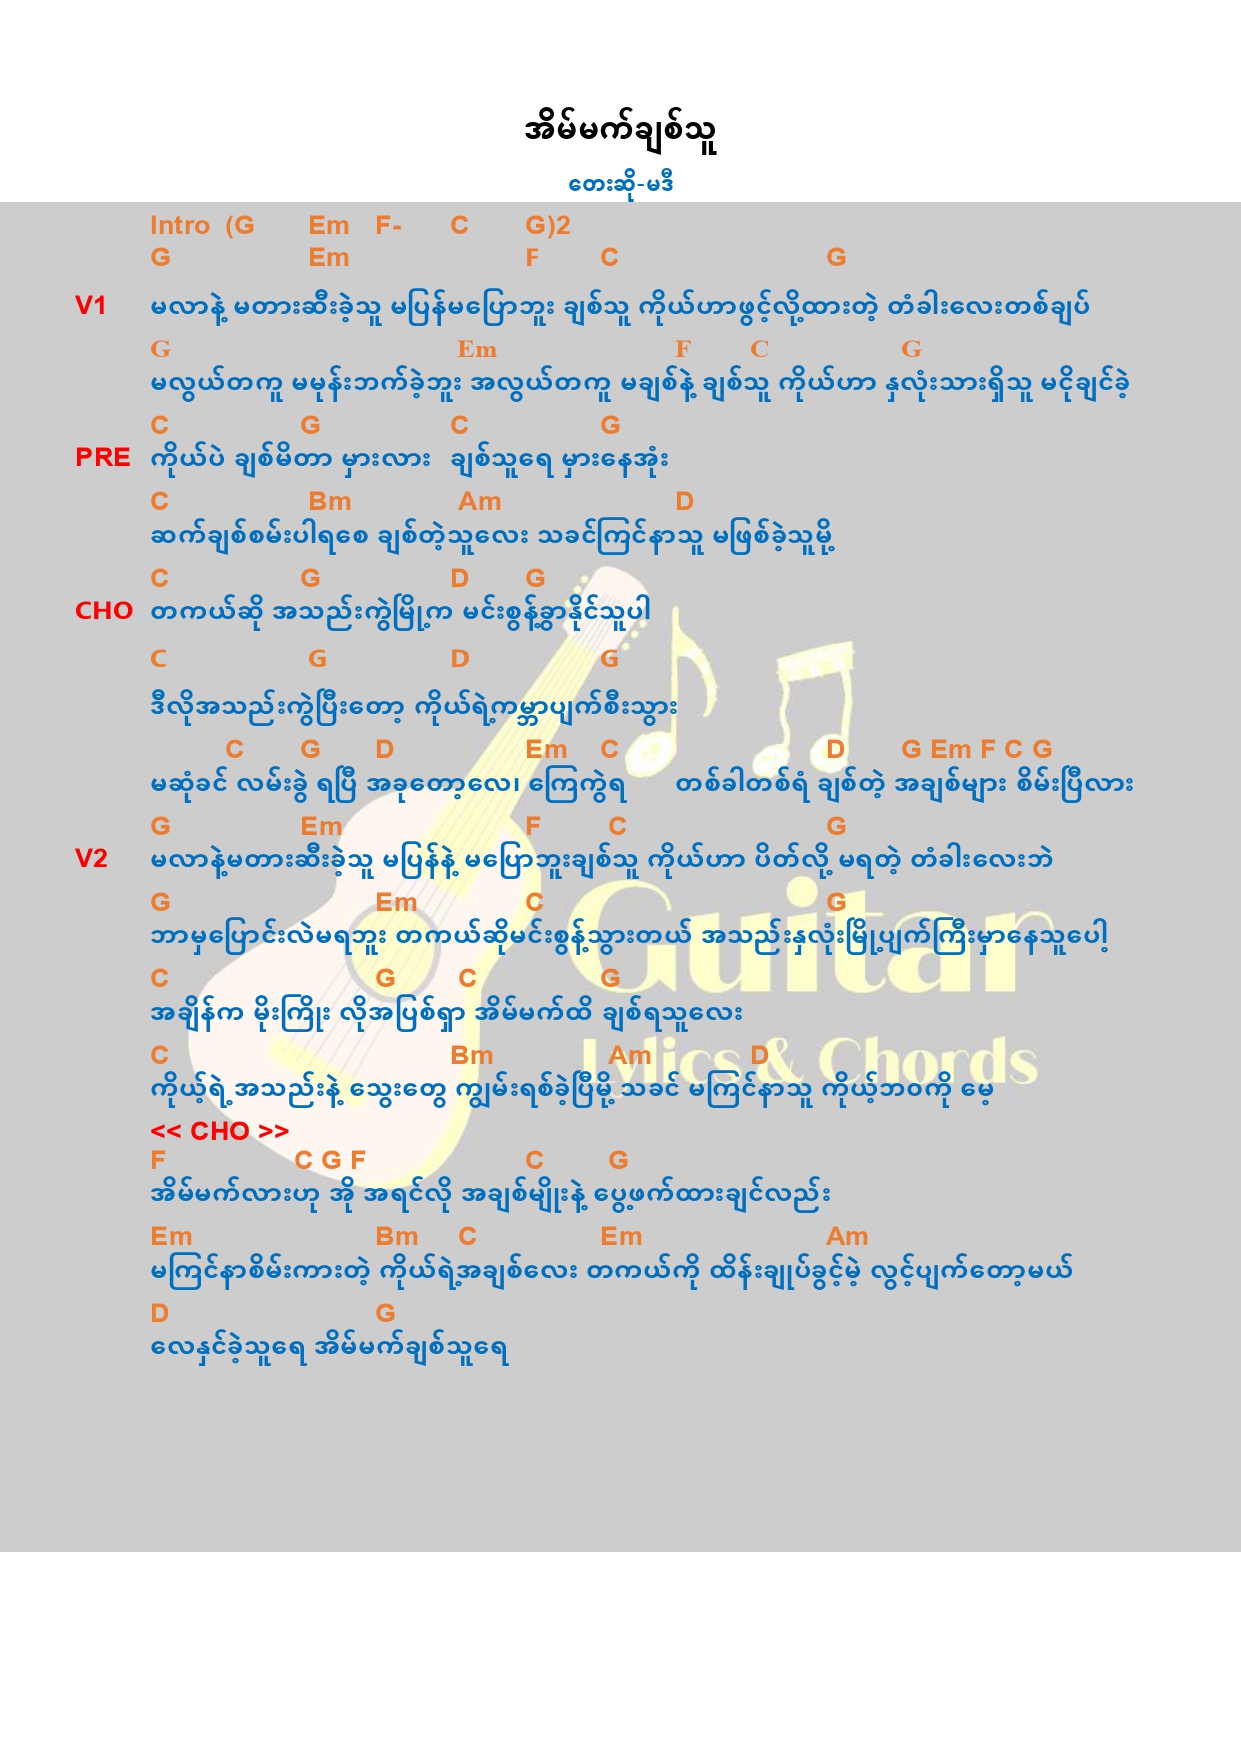 အိမ်မက်ချစ်သူ
တေးဆို-မဒီ
Intro (G Em F- C G)2
G Em F C G
V1 မလာနဲ့ မတားဆီးခဲ့သူ မပြန်မပြောဘူး ချစ်သူ ကိုယ်ဟာဖွင့်လို့ထားတဲ့ တံခါးလေးတစ်ချပ်
G Em F C G
မလွယ်တကူ မမုန်းဘက်ခဲ့ဘူး အလွယ်တကူ မချစ်နဲ့ ချစ်သူ ကိုယ်ဟာ နှလုံးသားရှိသူ မငိုချင်ခဲ့
C G C G
PRE ကိုယ်ပဲ ချစ်မိတာ မှားလား ချစ်သူရေ မှားနေအုံး
C Bm Am D
ဆက်ချစ်စမ်းပါရစေ ချစ်တဲ့သူလေး သခင်ကြင်နာသူ မဖြစ်ခဲ့သူမို့
C G D G
CHO တကယ်ဆို အသည်းကွဲမြို့က မင်းစွန့်ခွာနိုင်သူပါ
C G D G
ဒီလိုအသည်းကွဲပြီးတော့ ကိုယ်ရဲ့ကမ္ဘာပျက်စီးသွား
C G D Em C D G Em F C G
မဆုံခင် လမ်းခွဲ ရပြီ အခုတော့လေ၊ ကြေကွဲရ တစ်ခါတစ်ရံ ချစ်တဲ့ အချစ်များ စိမ်းပြီလား
G Em F C G
V2 မလာနဲ့မတားဆီးခဲ့သူ မပြန်နဲ့ မပြောဘူးချစ်သူ ကိုယ်ဟာ ပိတ်လို့ မရတဲ့ တံခါးလေးဘဲ
G Em C G
ဘာမှပြောင်းလဲမရဘူး တကယ်ဆိုမင်းစွန့်သွားတယ် အသည်းနှလုံးမြို့ပျက်ကြီးမှာနေသူပေါ့
C G C G
အချိန်က မိုးကြိုး လိုအပြစ်ရှာ အိမ်မက်ထိ ချစ်ရသူလေး
C Bm Am D
ကိုယ့်ရဲ့အသည်းနဲ့ သွေးတွေ ကျွမ်းရစ်ခဲ့ပြီမို့သခင် မကြင်နာသူ ကိုယ့်ဘဝကို မေ့
<< CHO >>
F C G F C G
အိမ်မက်လားဟု အို အရင်လို အချစ်မျိုးနဲ့ ပွေ့ဖက်ထားချင်လည်း
Em Bm C Em Am
မကြင်နာစိမ်းကားတဲ့ ကိုယ်ရဲ့အချစ်လေး တကယ်ကို ထိန်းချုပ်ခွင့်မဲ့ လွင့်ပျက်တော့မယ်
D G
လေနှင်ခဲ့သူရေ အိမ်မက်ချစ်သူရေ
Guitar
Lyics & Chords